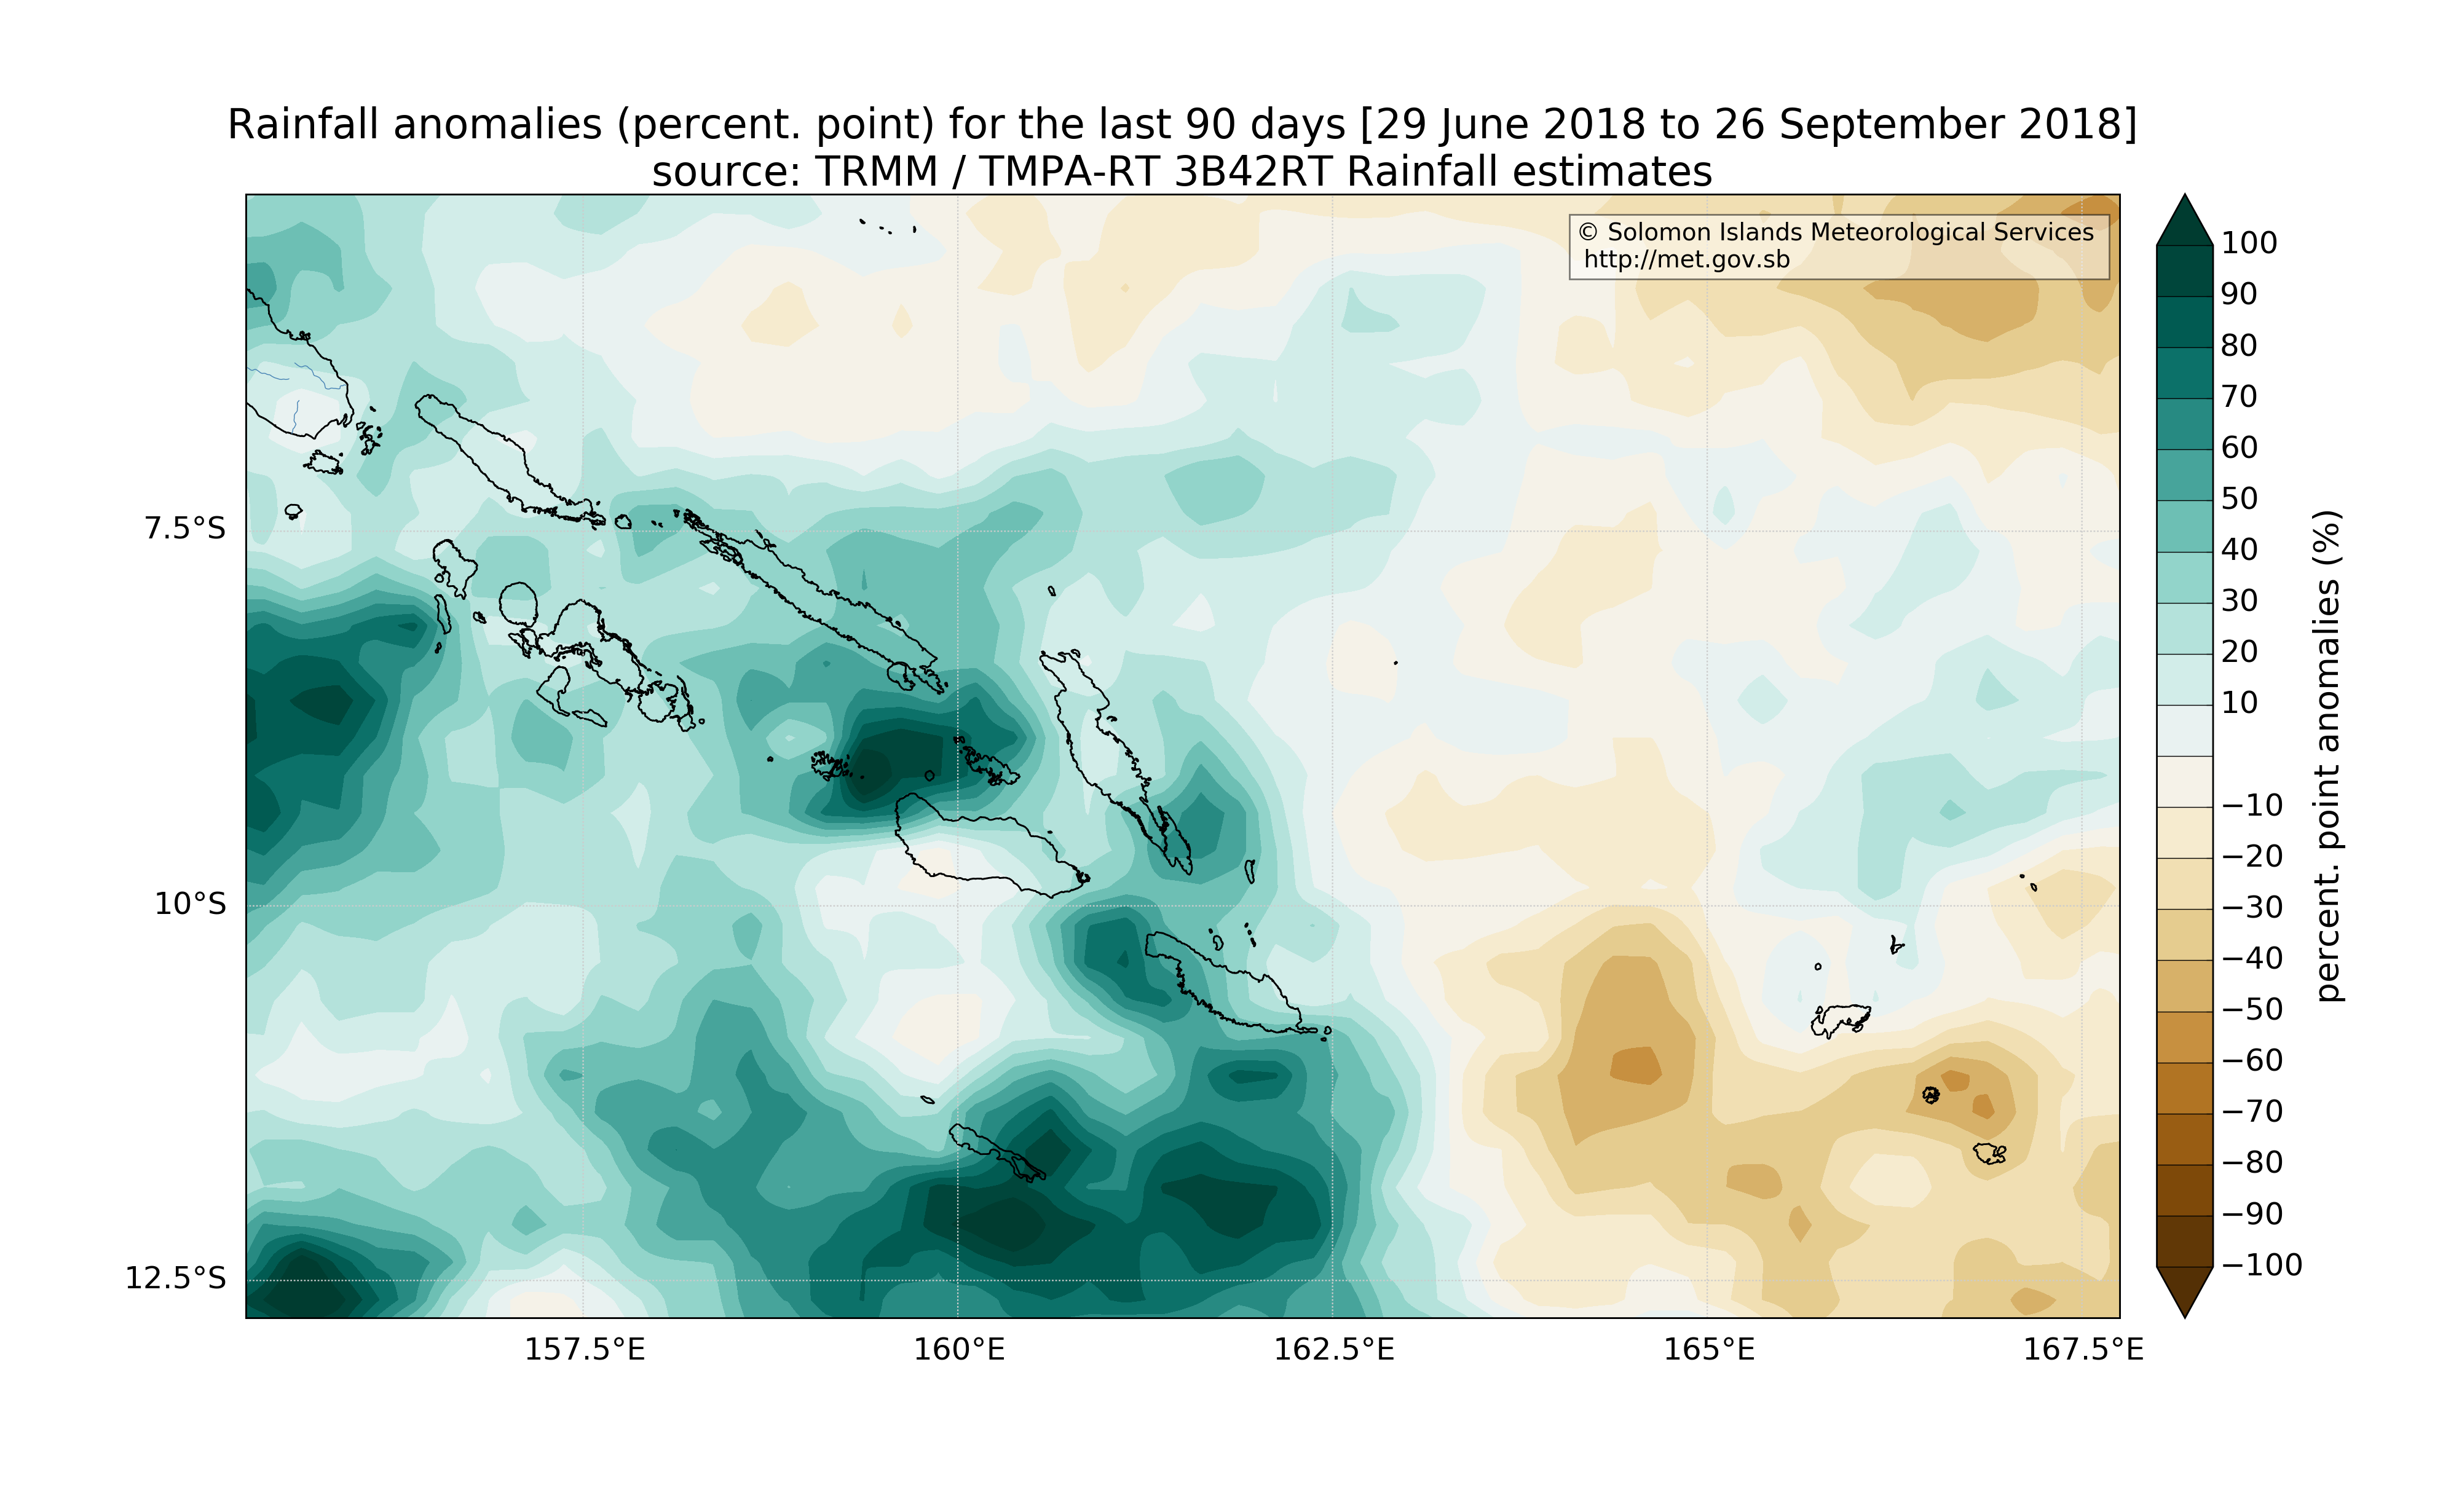 Rainfall anomalies (percent. point) for the last 90 days [29 June 2018 to 26 September 2018]
source: TRMM / TMPA-RT 3B42RT Rainfall estimates
© Solomon Islands Meteorological Services
http://met.gov.sb
7.5°S
10°S
12.5°S
157.5°E
160°E
162.5°E
165°E
167.5°E
100
90
80
70
60
50
40
30
20
10
−10
−20
−30
−40
−50
−60
−70
−80
−90
−100
percent. point anomalies (%)